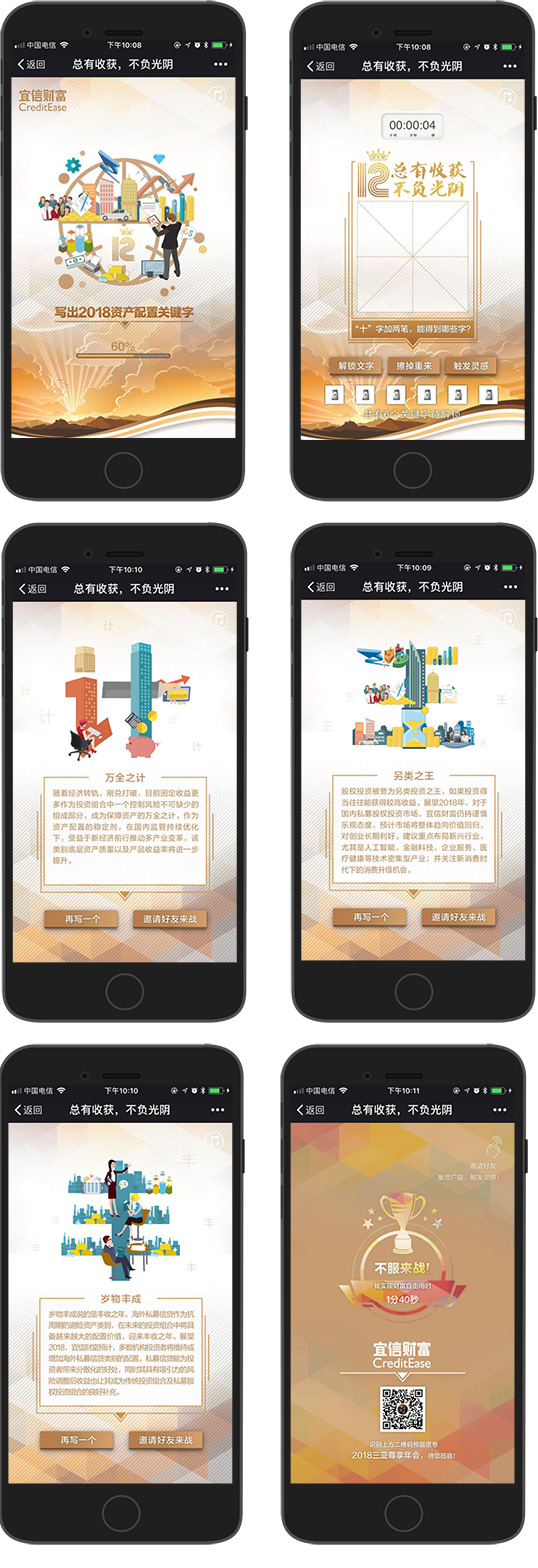 中国电信 下午10:08
返回 总有收获，不负光阴
宜信财富
CreditEase
12
写出2018资产配置关键字
60%
中国电信 下午10:08
返回 总有收获，不负光阴
00:00:04
12 总有收获
不负光阴
“十”字加两笔，能得到哪些字？
解锁文字 擦掉重来 触发灵感
共有6个关键字待解锁
中国电信 下午10:10
返回 总有收获，不负光阴
计
计
计
万全之计
随着经济转轨，刚兑打破，目前固定收益更
多作为投资组合中一个控制风险不可缺少的
组成部分，成为保障资产的万全之计。作为
资产配置的稳定剂，在国内监管持续优化
下，受益于新经济前行推动多产业变革，该
类别底层资产质量以及产品收益率将进一步
提升。
再写一个 邀请好友来战
中国电信 下午10:09
返回 总有收获，不负光阴
王
王
王
另类之王
股权投资被誉为另类投资之王，如果投资得
当往往能获得较高收益。展望2018年，对于
国内私募股权投资市场，宜信财富仍持谨慎
乐观态度，预计市场将整体趋向价值回归，
对创业长期利好。建议重点布局新兴行业，
尤其是人工智能、金融科技、企业服务、医
疗健康等技术密集型产业；并关注新消费时
代下的消费升级机会。
再写一个 邀请好友来战
中国电信 下午10:10
返回 总有收获，不负光阴
丰
丰
丰
岁物丰成
岁物丰成说的是丰收之年，海外私募信贷作为抗
周期的避险资产类别，在未来的投资组合中将具
备越来越大的配置价值，迎来丰收之年。展望
2018，宜信财富预计，多数机构投资者将维持或
增加海外私募信贷类别的配置。私募信贷能为投
资者带来分散化的好处，同时其具有吸引力的风
险调整后收益也让其成为传统投资组合及私募股
权投资组合的良好补充。
再写一个 邀请好友来战
中国电信 下午10:11
返回 总有收获，不负光阴
邀请好友
集思广益，触发灵感！
不服来战！
我实现财富自由用时
1分40秒
宜信财富
CreditEase
识别上方二维码预留信息
2018三亚尊享年会，待您莅临！